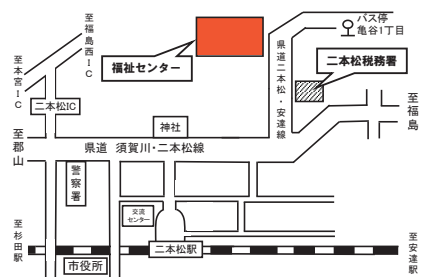 至福島西IC
至本宮IC
バス停
亀谷1丁目
福祉センター
県道二本松・安達線
二本松税務署
二本松IC
神社
至福島
至郡山
県道 須賀川・二本松線
警察署
交流
センター
至杉田駅
二本松駅
至安達駅
市役所